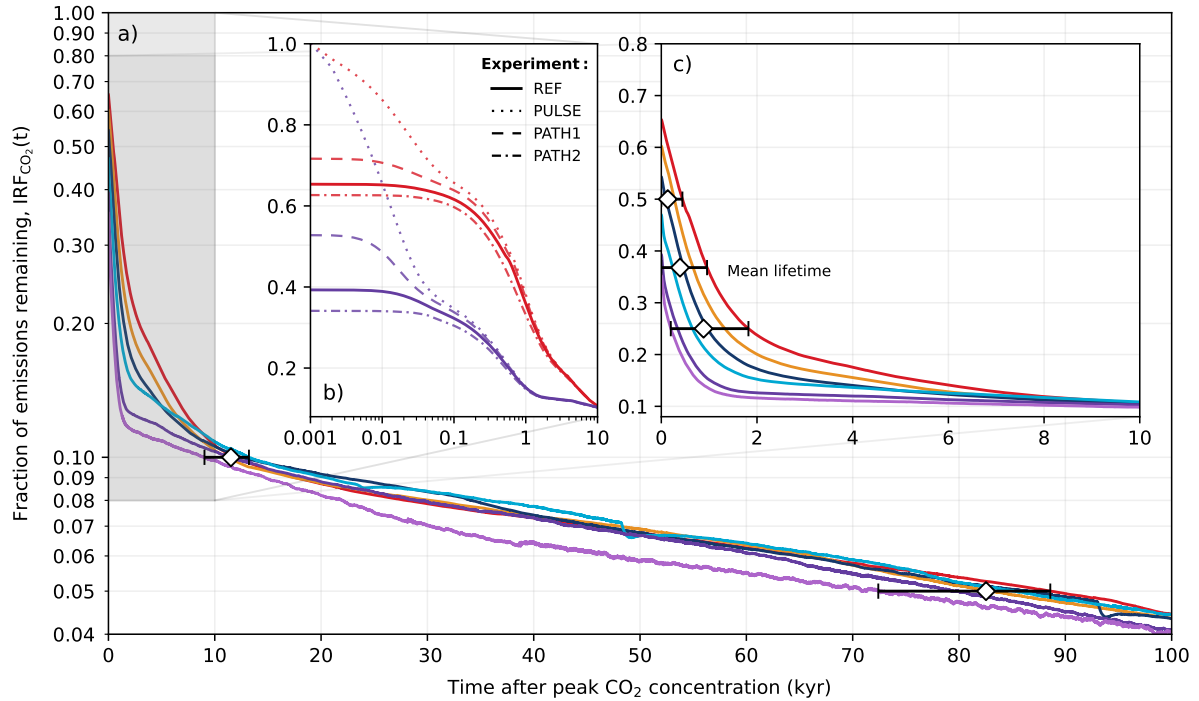 Fraction of emissions remaining, IRF_CO₂(t)
1.00
0.90
0.80
0.70
0.60
0.50
0.40
0.30
0.20
0.10
0.09
0.08
0.07
0.06
0.05
0.04
a)
1.0
0.8
0.6
0.4
0.2
Experiment:
REF
PULSE
PATH1
PATH2
b)
0.001 0.01 0.1 1 10
0.8
0.7
0.6
0.5
0.4
0.3
0.2
0.1
c)
Mean lifetime
0 2 4 6 8 10
0 10 20 30 40 50 60 70 80 90 100
Time after peak CO₂ concentration (kyr)